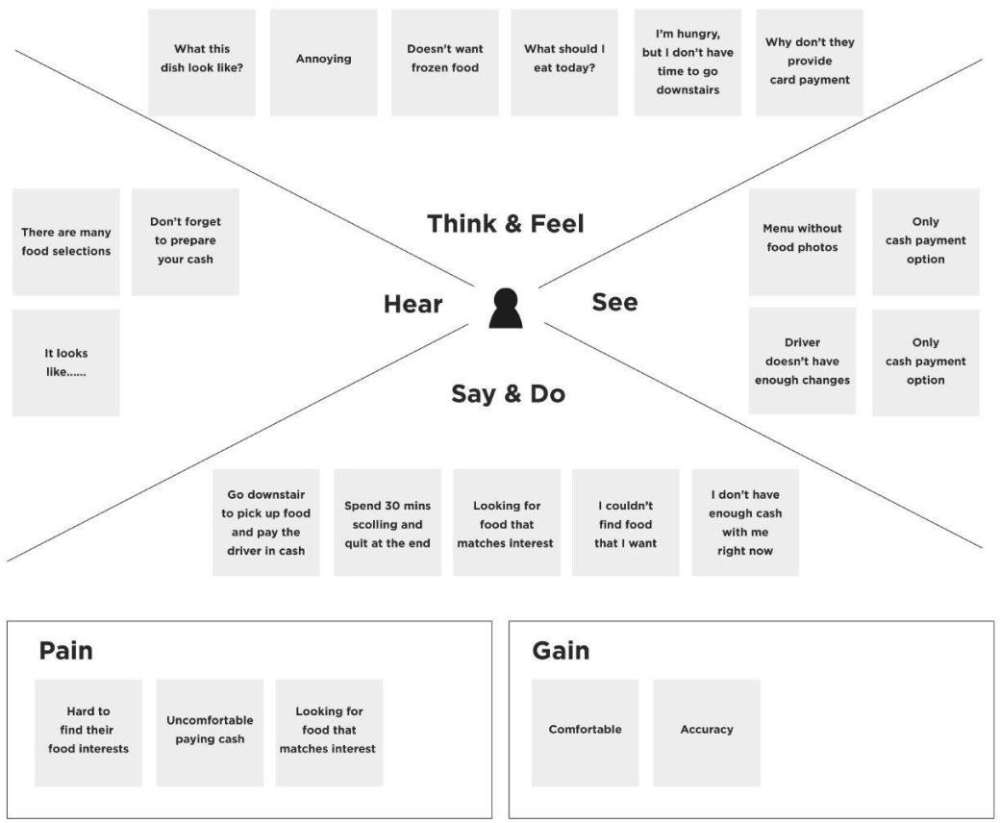 What this
dish look like?
Annoying
Doesn't want
frozen food
What should I
eat today?
I'm hungry,
but I don't have
time to go
downstairs
Why don't they
provide
card payment
Think & Feel
There are many
food selections
Don't forget
to prepare
your cash
It looks
like......
Hear
See
Menu without
food photos
Only
cash payment
option
Driver
doesn't have
enough changes
Only
cash payment
option
Say & Do
Go downstair
to pick up food
and pay the
driver in cash
Spend 30 mins
scolling and
quit at the end
Looking for
food that
matches interest
I couldn't
find food
that I want
I don't have
enough cash
with me
right now
Pain
Hard to
find their
food interests
Uncomfortable
paying cash
Looking for
food that
matches interest
Gain
Comfortable
Accuracy